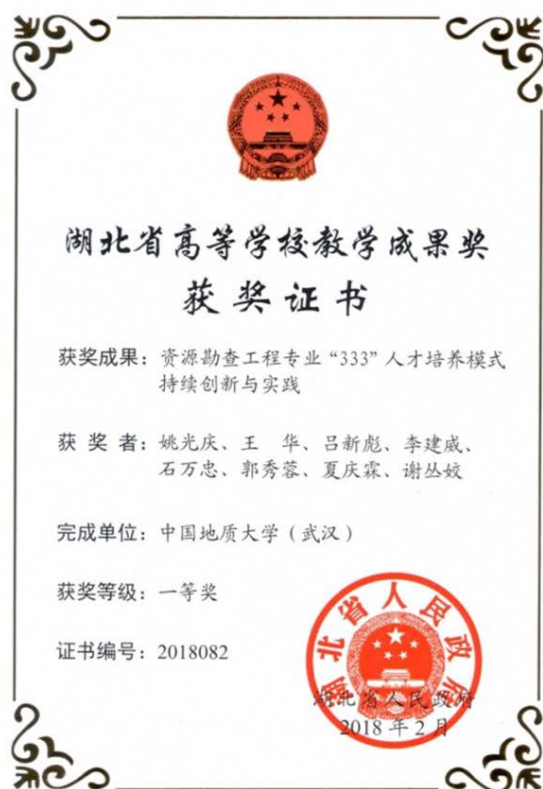 湖北省高等学校教学成果奖
获奖证书
获奖成果：资源勘查工程专业“333”人才培养模式
持续创新与实践
获 奖 者：姚光庆、王　华、吕新彪、李建威、
石万忠、郭秀蓉、夏庆霖、谢丛姣
完成单位：中国地质大学（武汉）
获奖等级：一等奖
证书编号：2018082
湖北省人民政府
湖北省人民政府
2018年2月